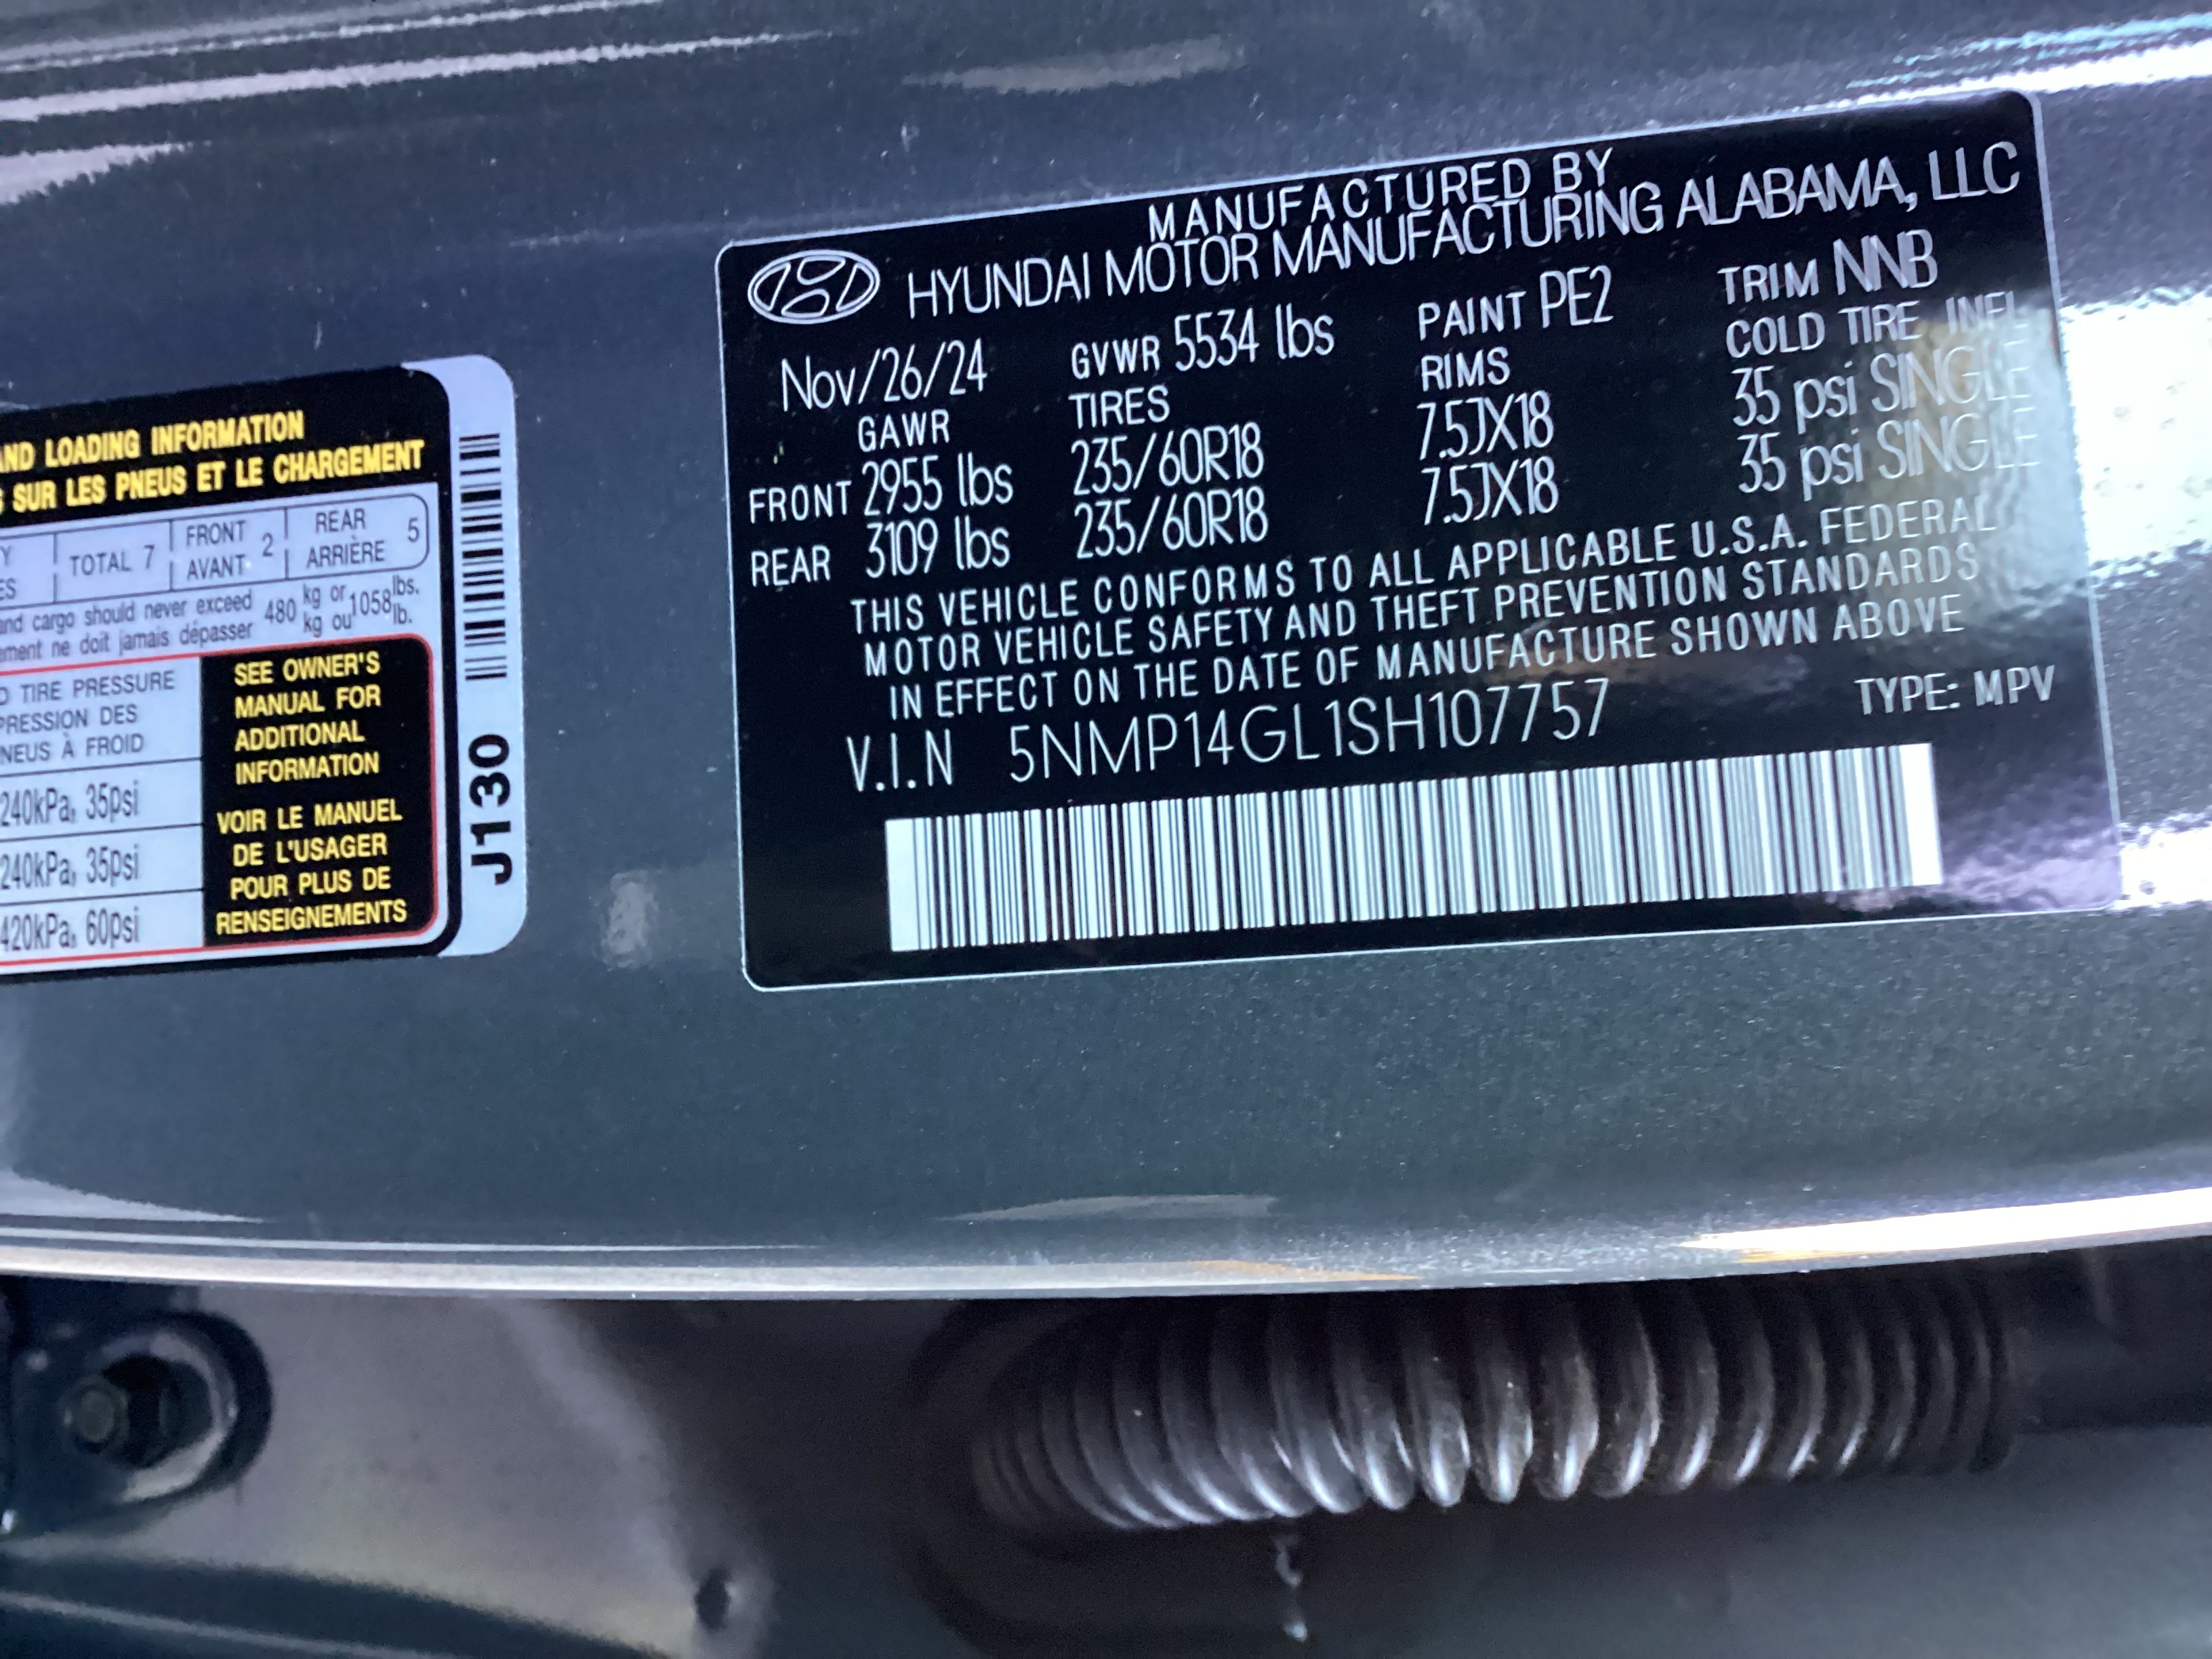 AND LOADING INFORMATION
SUR LES PNEUS ET LE CHARGEMENT
TOTAL 7 FRONT AVANT 2 REAR ARRIÈRE 5
and cargo should never exceed 480 kg or 1058 lbs.
ment ne doit jamais dépasser kg ou lb.
TIRE PRESSURE
PRESSION DES
PNEUS À FROID
240kPa, 35psi
240kPa, 35psi
420kPa, 60psi
SEE OWNER'S
MANUAL FOR
ADDITIONAL
INFORMATION
VOIR LE MANUEL
DE L'USAGER
POUR PLUS DE
RENSEIGNEMENTS
J130
MANUFACTURED BY
HYUNDAI MOTOR MANUFACTURING ALABAMA, LLC
Nov/26/24 GVWR 5534 lbs PAINT PE2 TRIM NNB
GAWR TIRES RIMS COLD TIRE INFL
FRONT 2955 lbs 235/60R18 7.5JX18 35 psi SINGLE
REAR 3109 lbs 235/60R18 7.5JX18 35 psi SINGLE
THIS VEHICLE CONFORMS TO ALL APPLICABLE U.S.A. FEDERAL
MOTOR VEHICLE SAFETY AND THEFT PREVENTION STANDARDS
IN EFFECT ON THE DATE OF MANUFACTURE SHOWN ABOVE
V.I.N 5NMP14GL1SH107757 TYPE: MPV